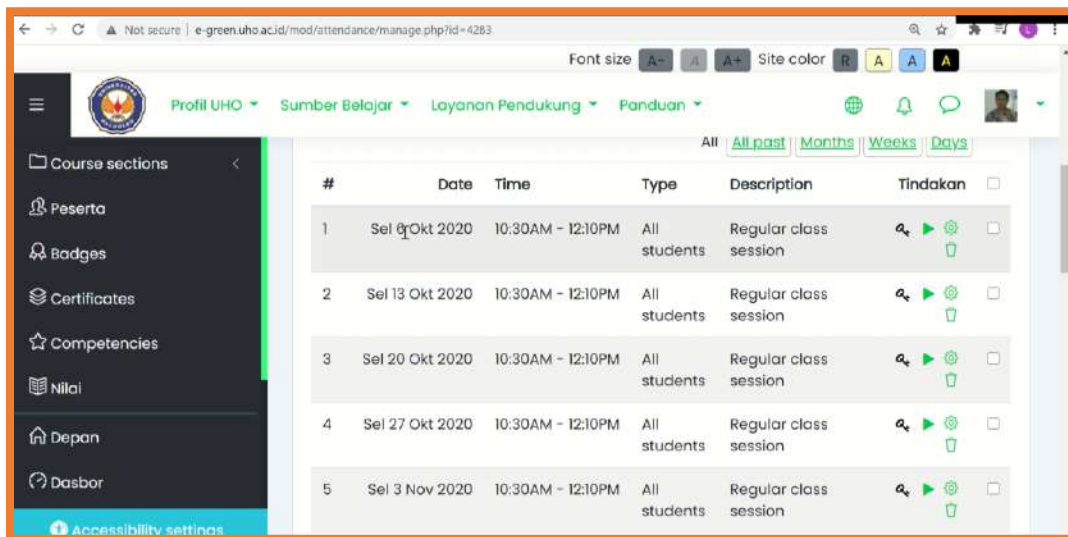 Not secure | e-green.uho.ac.id/mod/attendance/manage.php?id=4283
Font size A- A A+ Site color R A A A
Profil UHO Sumber Belajar Layanan Pendukung Panduan
All All past Months Weeks Days
Course sections
Peserta
Badges
Certificates
Competencies
Nilai
Depan
Dasbor
Accessibility settings
# Date Time Type Description Tindakan
1 Sel 6 Okt 2020 10:30AM - 12:10PM All students Regular class session
2 Sel 13 Okt 2020 10:30AM - 12:10PM All students Regular class session
3 Sel 20 Okt 2020 10:30AM - 12:10PM All students Regular class session
4 Sel 27 Okt 2020 10:30AM - 12:10PM All students Regular class session
5 Sel 3 Nov 2020 10:30AM - 12:10PM All students Regular class session